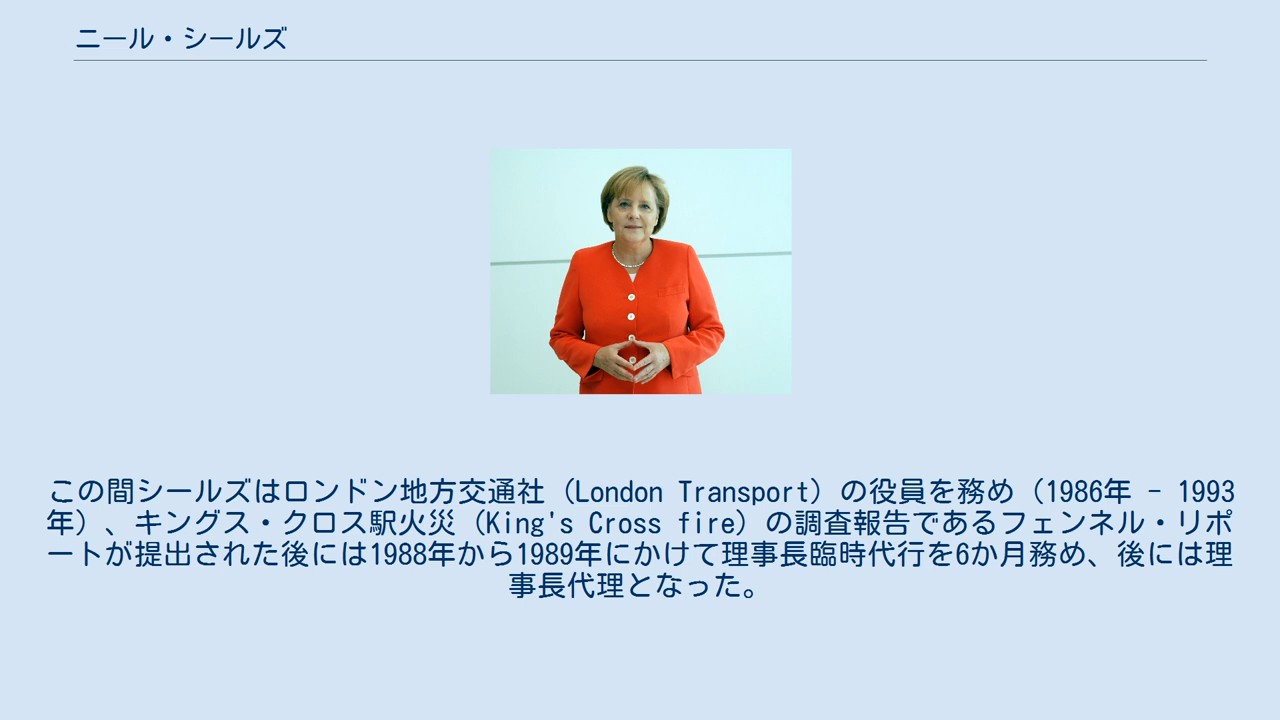 ニール・シールズ
この間シールズはロンドン地方交通社（London Transport）の役員を務め（1986年 - 1993
年）、キングス・クロス駅火災（King's Cross fire）の調査報告であるフェンネル・リポ
ートが提出された後には1988年から1989年にかけて理事長臨時代行を6か月務め、後には理
事長代理となった。